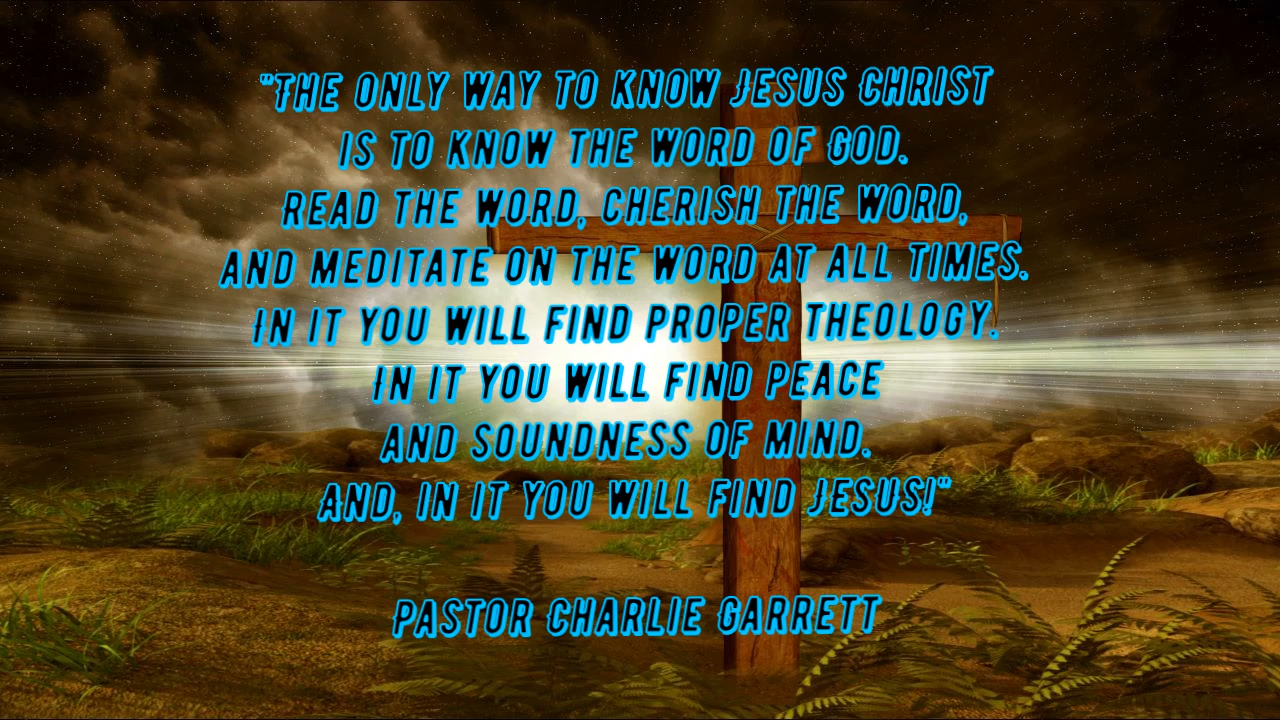 "The only way to know Jesus Christ
is to know the word of God.
Read the word, cherish the word,
and meditate on the word at all times.
In it you will find proper theology.
In it you will find peace
and soundness of mind.
And, in it you will find Jesus!"
Pastor Charlie Garrett